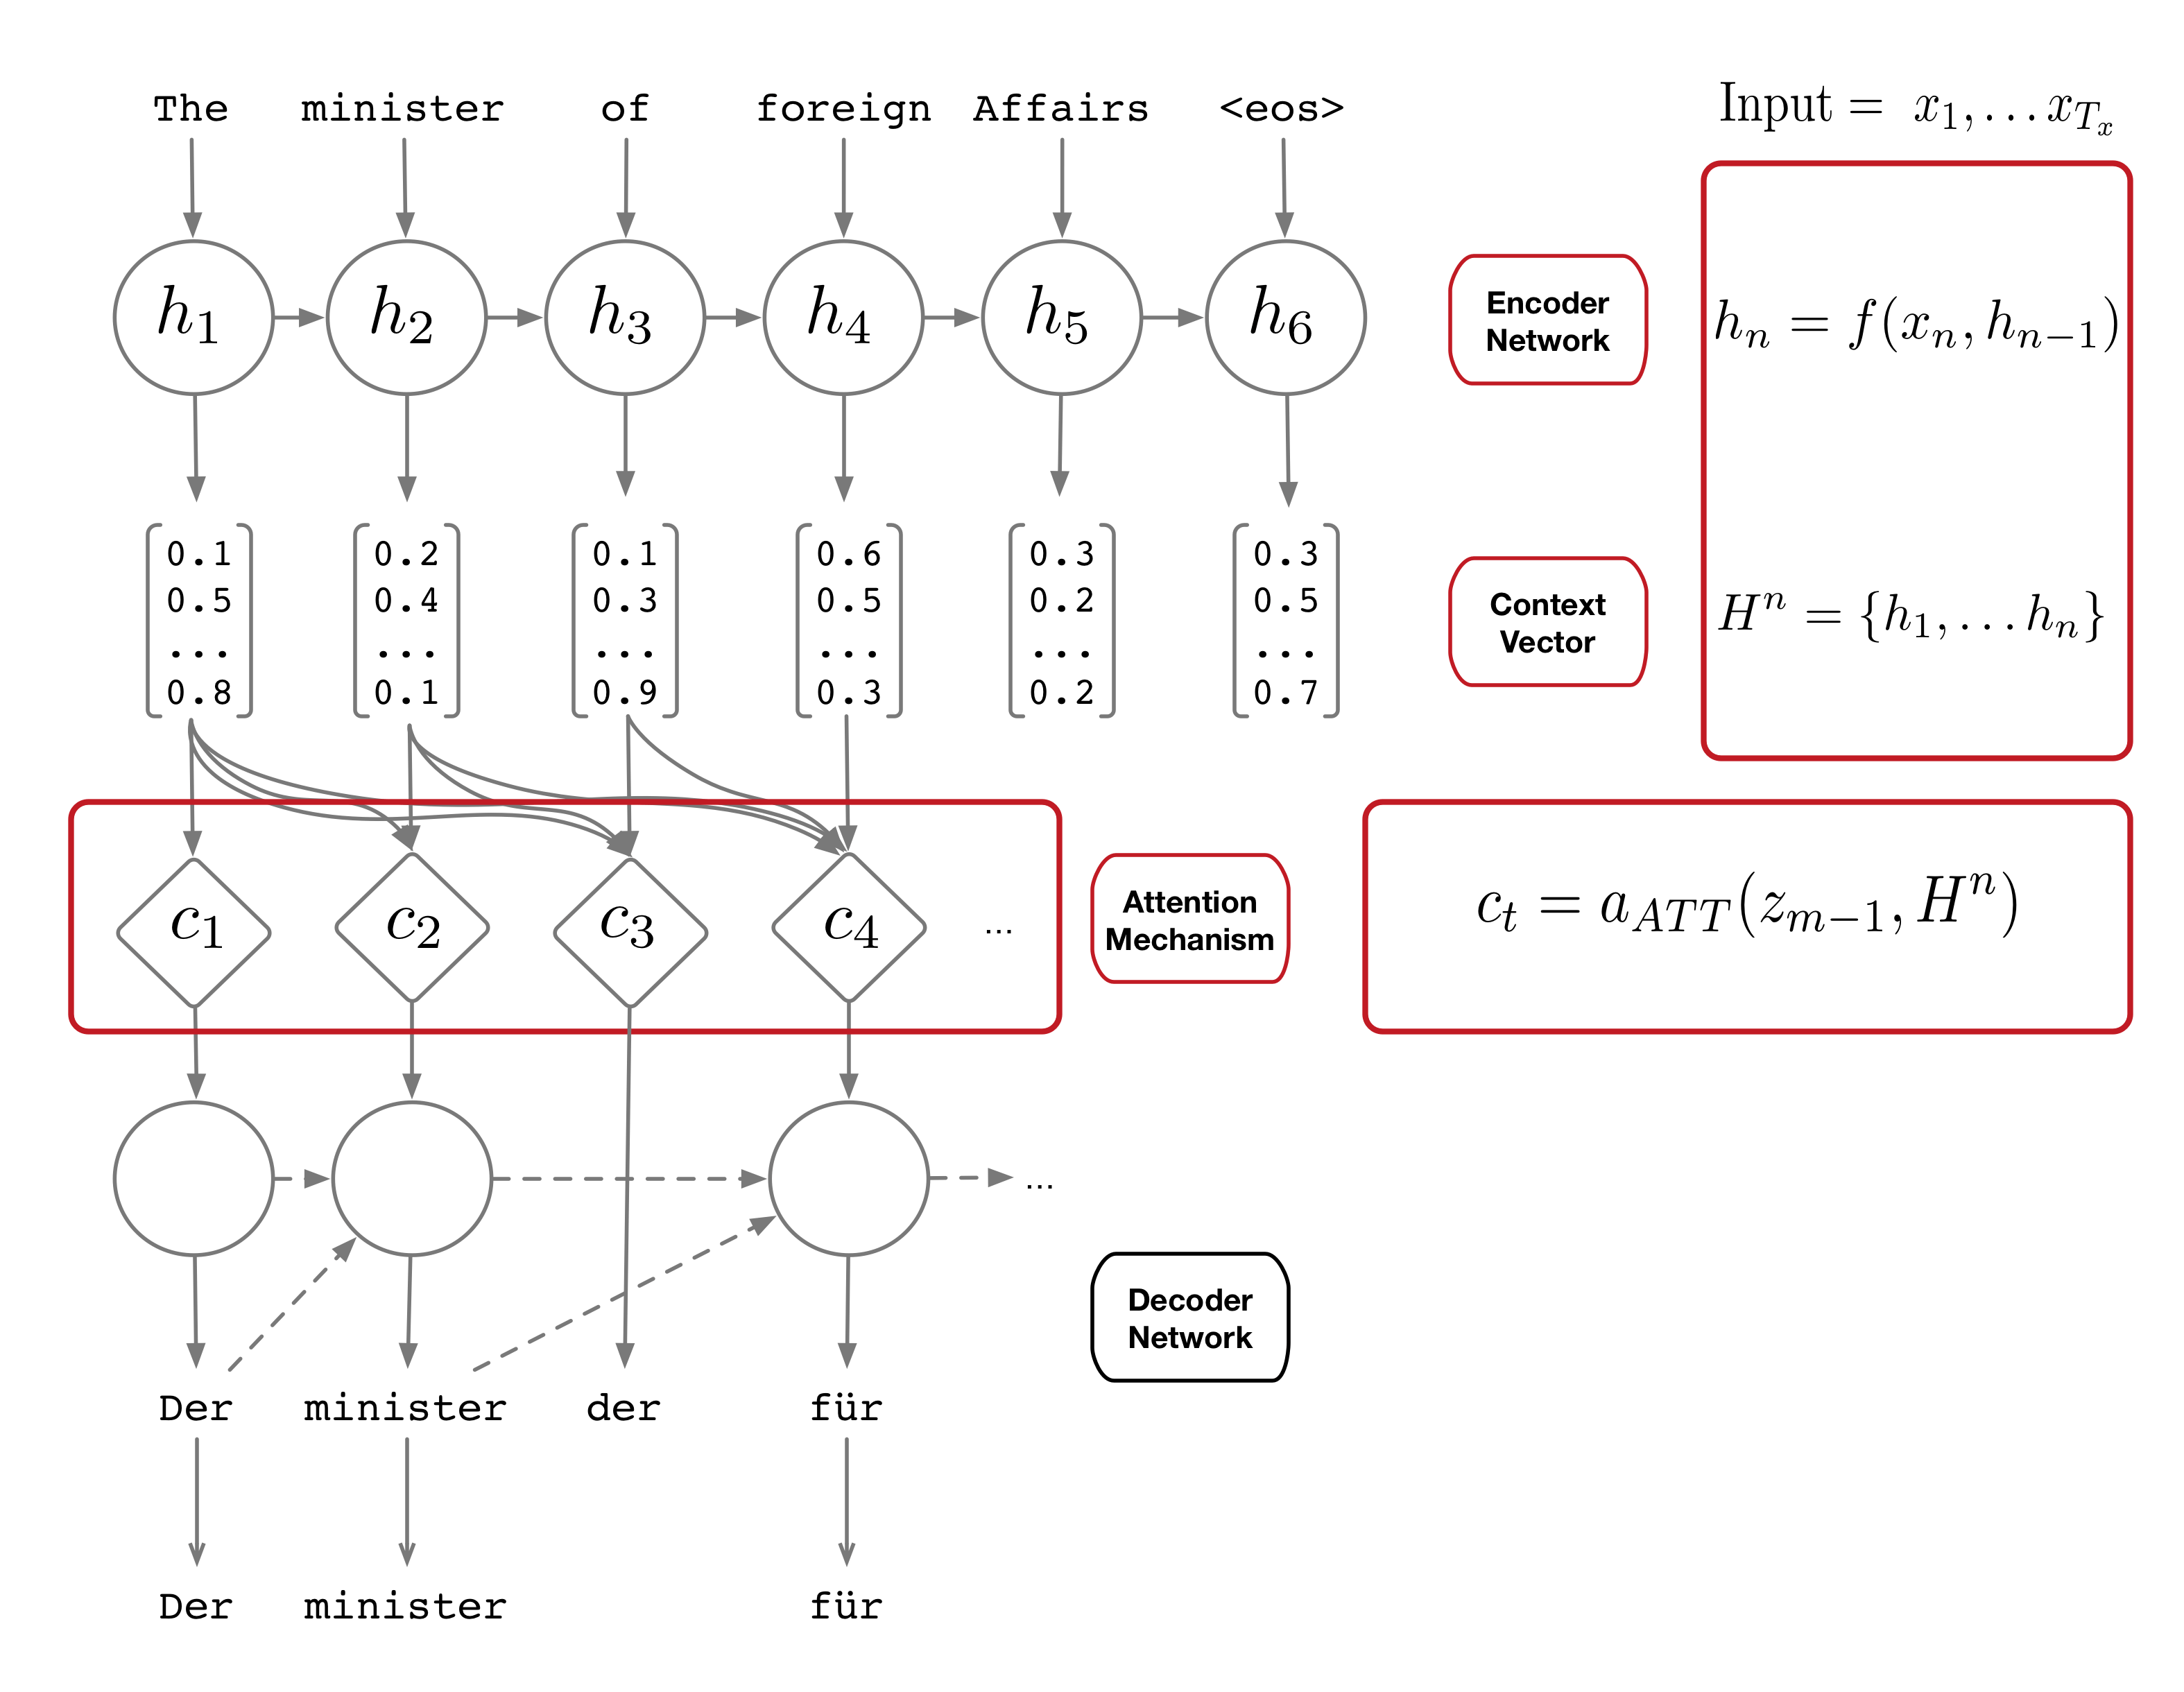 The minister of foreign Affairs <eos>
Input = x_1, ... x_{T_x}
h_1 h_2 h_3 h_4 h_5 h_6
Encoder
Network
h_n = f(x_n, h_{n-1})
0.1 0.2 0.1 0.6 0.3 0.3
0.5 0.4 0.3 0.5 0.2 0.5
... ... ... ... ... ...
0.8 0.1 0.9 0.3 0.2 0.7
Context
Vector
H^n = {h_1, ... h_n}
c_1 c_2 c_3 c_4 ...
Attention
Mechanism
c_t = a_{ATT}(z_{m-1}, H^n)
...
Decoder
Network
Der minister der für
Der minister für